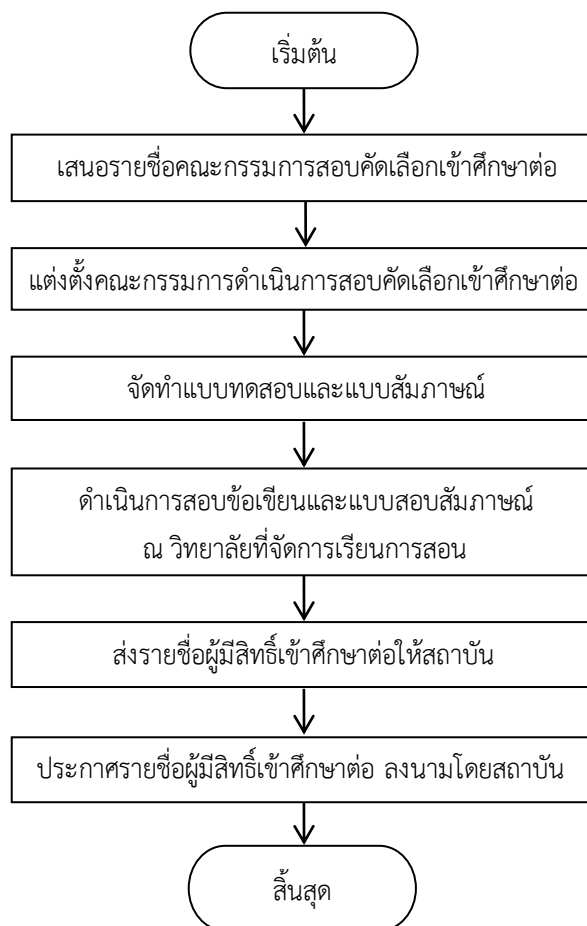 เริ่มต้น
เสนอรายชื่อคณะกรรมการสอบคัดเลือกเข้าศึกษาต่อ
แต่งตั้งคณะกรรมการดำเนินการสอบคัดเลือกเข้าศึกษาต่อ
จัดทำแบบทดสอบและแบบสัมภาษณ์
ดำเนินการสอบข้อเขียนและแบบสอบสัมภาษณ์
ณ วิทยาลัยที่จัดการเรียนการสอน
ส่งรายชื่อผู้มีสิทธิ์เข้าศึกษาต่อให้สถาบัน
ประกาศรายชื่อผู้มีสิทธิ์เข้าศึกษาต่อ ลงนามโดยสถาบัน
สิ้นสุด